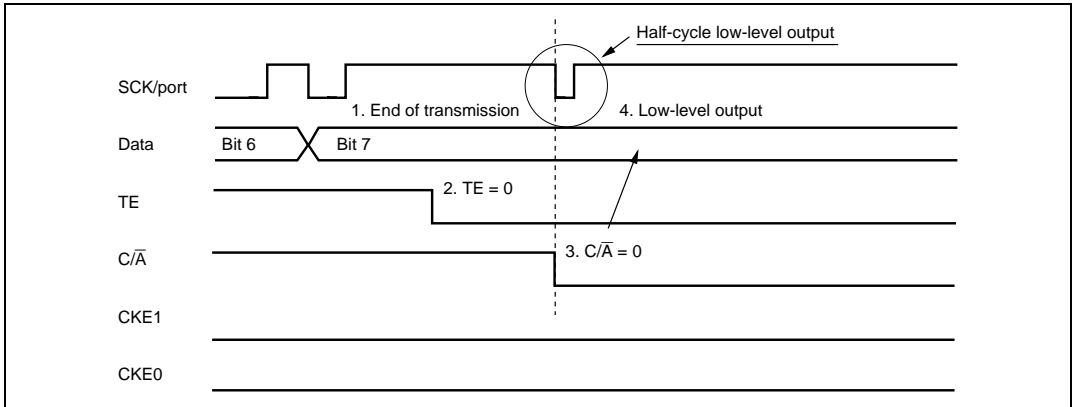 Half-cycle low-level output
SCK/port
1. End of transmission
4. Low-level output
Data
Bit 6
Bit 7
TE
2. TE = 0
C/A̅
3. C/A̅ = 0
CKE1
CKE0